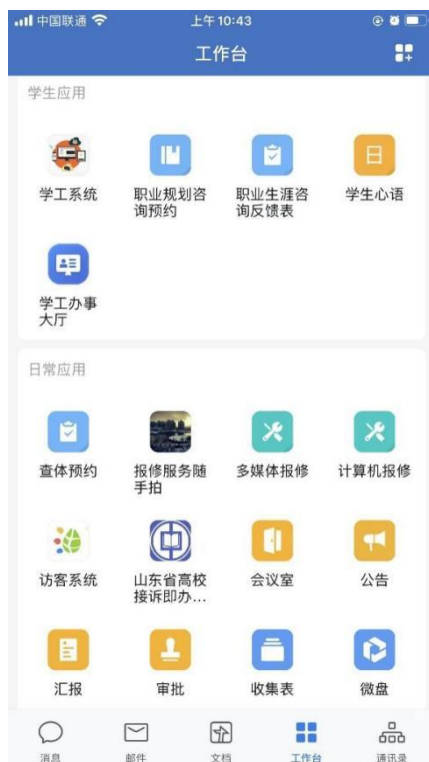 中国联通 上午10:43
工作台
学生应用
学工系统 职业规划咨 职业生涯咨 学生心语
询预约 询反馈表
学工办事
大厅
日常应用
查体预约 报修服务随 多媒体报修 计算机报修
手拍
访客系统 山东省高校 会议室 公告
接诉即办...
汇报 审批 收集表 微盘
消息 邮件 文档 工作台 通讯录